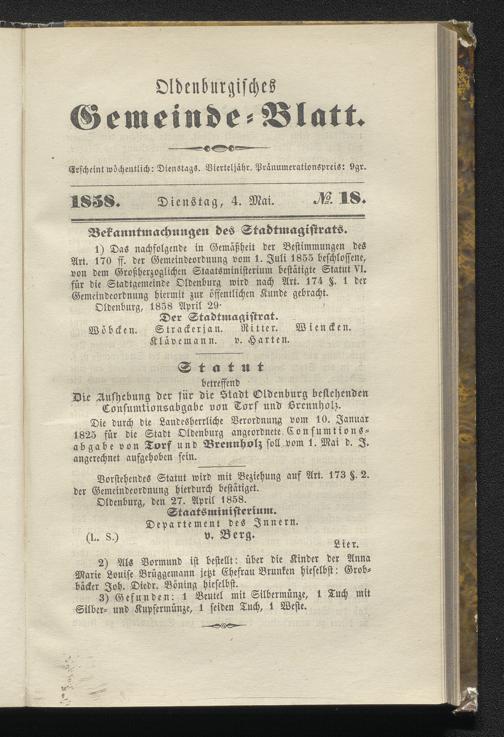 Oldenburgisches
Gemeinde-Blatt.
Erscheint wöchentlich: Dienstags. Vierteljähr. Pränumerationspreis: 9gr.
1858. Dienstag, 4. Mai. № 18.
Bekanntmachungen des Stadtmagistrats.
1) Das nachfolgende in Gemäßheit der Bestimmungen des
Art. 170 ff. der Gemeindeordnung vom 1. Juli 1855 beschlossene,
von dem Großherzoglichen Staatsministerium bestätigte Statut VI.
für die Stadtgemeinde Oldenburg wird nach Art. 174 §. 1 der
Gemeindeordnung hiermit zur öffentlichen Kunde gebracht.
Oldenburg, 1858 April 29.
Der Stadtmagistrat.
Wöbcken. Strackerjan. Ritter. Wiencken.
Klävemann. v. Harten.
Statut
betreffend
Die Aufhebung der für die Stadt Oldenburg bestehenden
Consumtionsabgabe von Torf und Brennholz.
Die durch die Landesherrliche Verordnung vom 10. Januar
1825 für die Stadt Oldenburg angeordnete Consumtions-
abgabe von Torf und Brennholz soll vom 1. Mai d. J.
angerechnet aufgehoben sein.
Vorstehendes Statut wird mit Beziehung auf Art. 173 §. 2.
der Gemeindeordnung hierdurch bestätiget.
Oldenburg, den 27. April 1858.
Staatsministerium.
Departement des Innern.
(L. S.) v. Berg.
Lier.
2) Als Vormund ist bestellt: über die Kinder der Anna
Marie Louise Brüggemann jetzt Ehefrau Brunken hieselbst: Grob-
bäcker Joh. Diedr. Böning hieselbst.
3) Gefunden: 1 Beutel mit Silbermünze, 1 Tuch mit
Silber- und Kupfermünze, 1 seiden Tuch, 1 Weste.